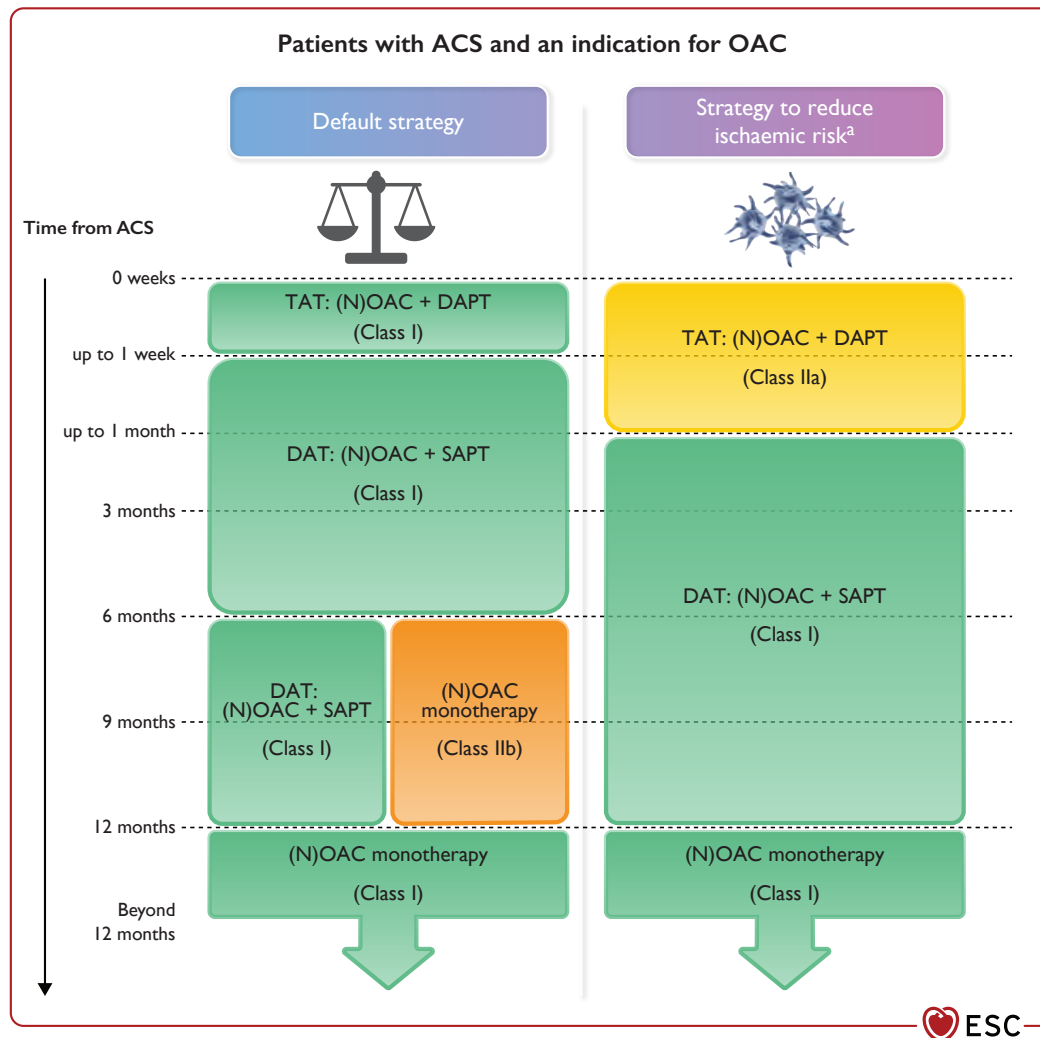 Patients with ACS and an indication for OAC
Default strategy
Strategy to reduce
ischaemic riskª
Time from ACS
0 weeks
TAT: (N)OAC + DAPT
(Class I)
TAT: (N)OAC + DAPT
(Class IIa)
up to 1 week
up to 1 month
DAT: (N)OAC + SAPT
(Class I)
3 months
DAT: (N)OAC + SAPT
(Class I)
6 months
DAT:
(N)OAC + SAPT
(Class I)
(N)OAC
monotherapy
(Class IIb)
9 months
12 months
(N)OAC monotherapy
(Class I)
(N)OAC monotherapy
(Class I)
Beyond
12 months
ESC